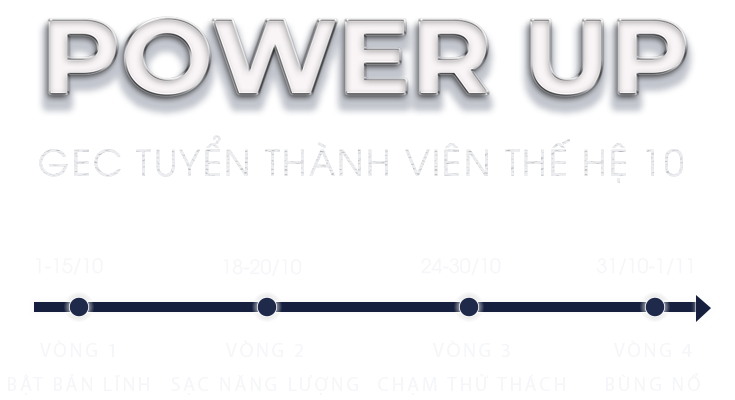 POWER UP
GEC TUYỂN THÀNH VIÊN THẾ HỆ 10
1-15/10 18-20/10 24-30/10 31/10-1/11
VÒNG 1 VÒNG 2 VÒNG 3 VÒNG 4
BẬT BẢN LĨNH SẠC NĂNG LƯỢNG CHẠM THỬ THÁCH BÙNG NỔ